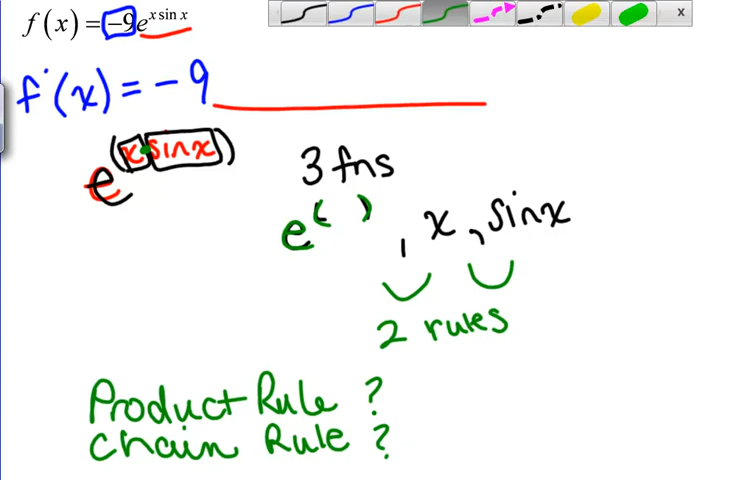 f(x) = −9e^{x sin x}
f'(x) = −9
e^{(x·sinx)}
3 fns
e^{( )} , x , sinx
2 rules
Product Rule ?
Chain Rule ?